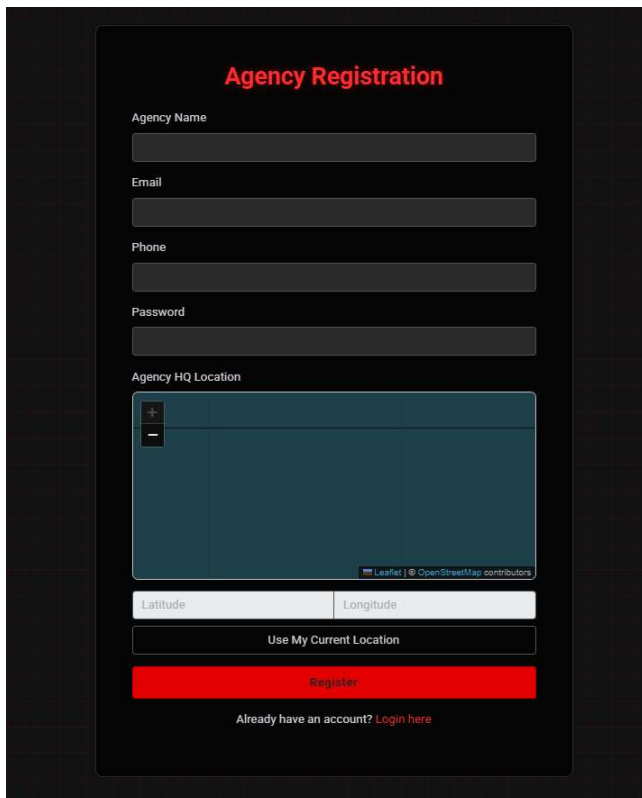 Agency Registration
Agency Name
Email
Phone
Password
Agency HQ Location
+
−
Leaflet | © OpenStreetMap contributors
Latitude Longitude
Use My Current Location
Register
Already have an account? Login here